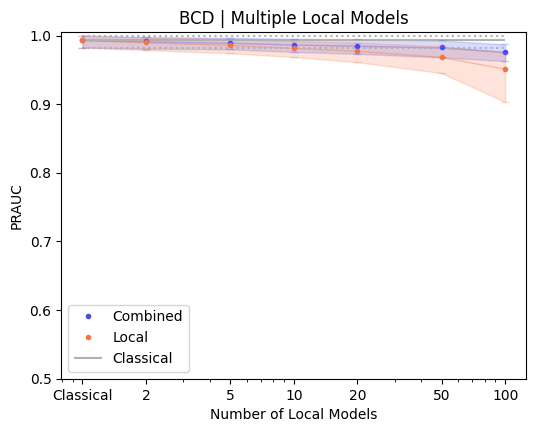 BCD | Multiple Local Models
PRAUC
1.0
0.9
0.8
0.7
0.6
0.5
Combined
Local
Classical
Classical 2 5 10 20 50 100
Number of Local Models